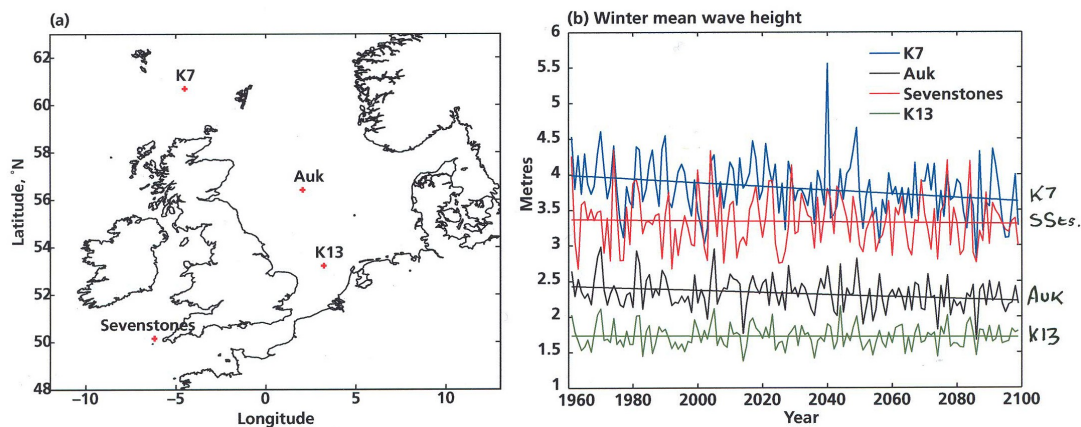 (a)
62
60
58
56
54
52
50
48
Latitude, °N
K7
Auk
K13
Sevenstones
−10
−5
0
5
10
Longitude
(b) Winter mean wave height
6
5.5
5
4.5
4
3.5
3
2.5
2
1.5
1
Metres
K7
Auk
Sevenstones
K13
K7
SSts.
Auk
K13
1960
1980
2000
2020
2040
2060
2080
2100
Year